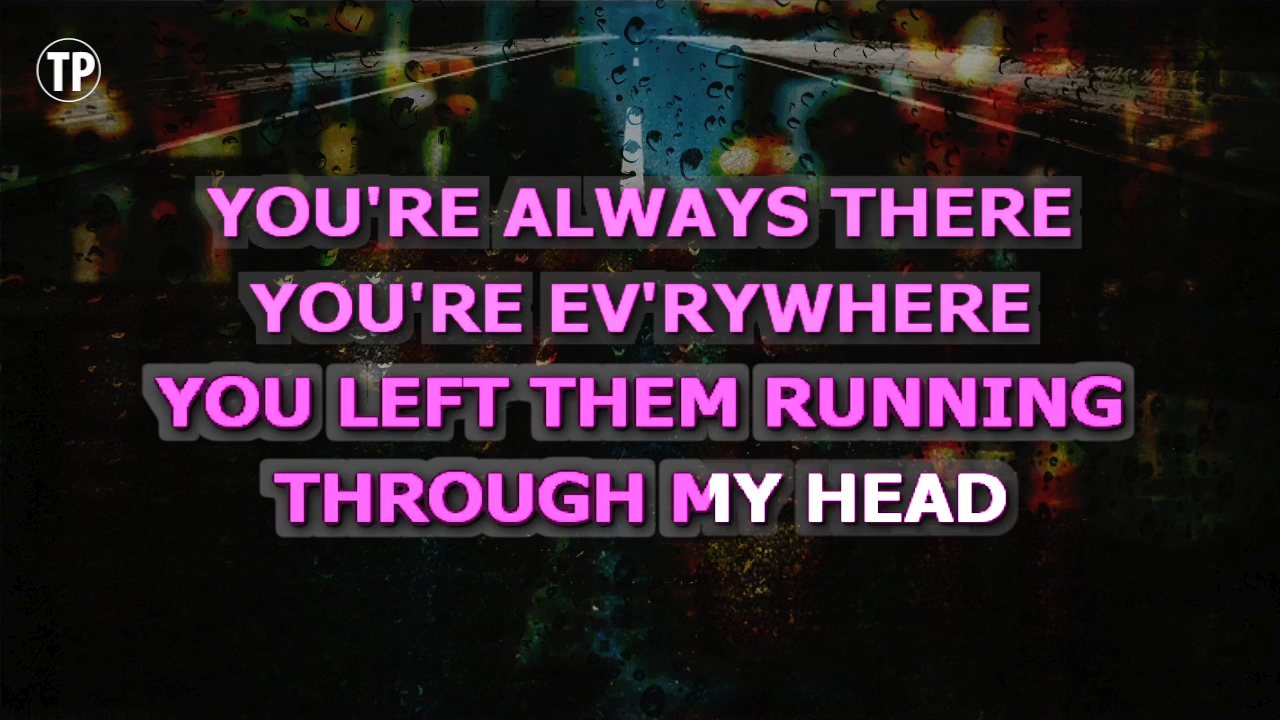 TP
YOU'RE ALWAYS THERE
YOU'RE EV'RYWHERE
YOU LEFT THEM RUNNING
THROUGH MY HEAD